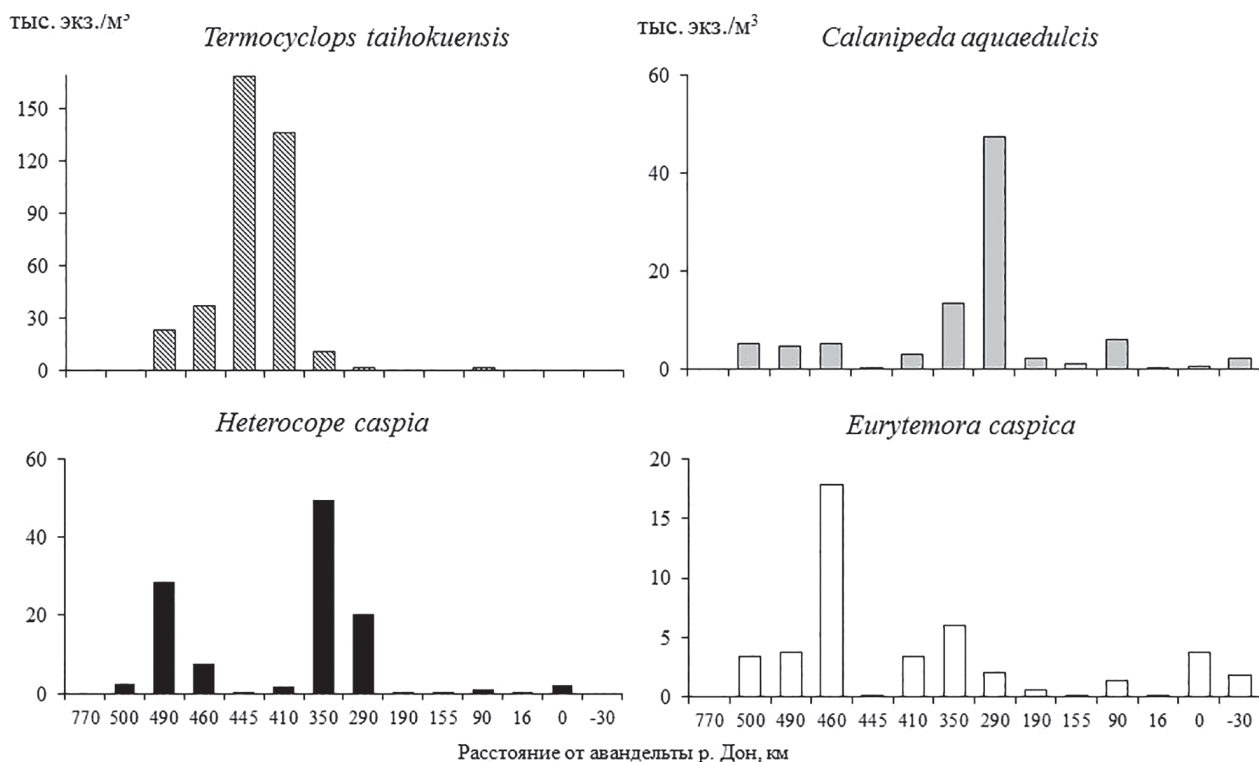 тыс. экз./м³
Termocyclops taihokuensis
150
120
90
60
30
0
тыс. экз./м³
Calanipeda aquaedulcis
60
40
20
0
Heterocope caspia
60
40
20
0
770 500 490 460 445 410 350 290 190 155 90 16 0 -30
Eurytemora caspica
20
15
10
5
0
770 500 490 460 445 410 350 290 190 155 90 16 0 -30
Расстояние от авандельты р. Дон, км